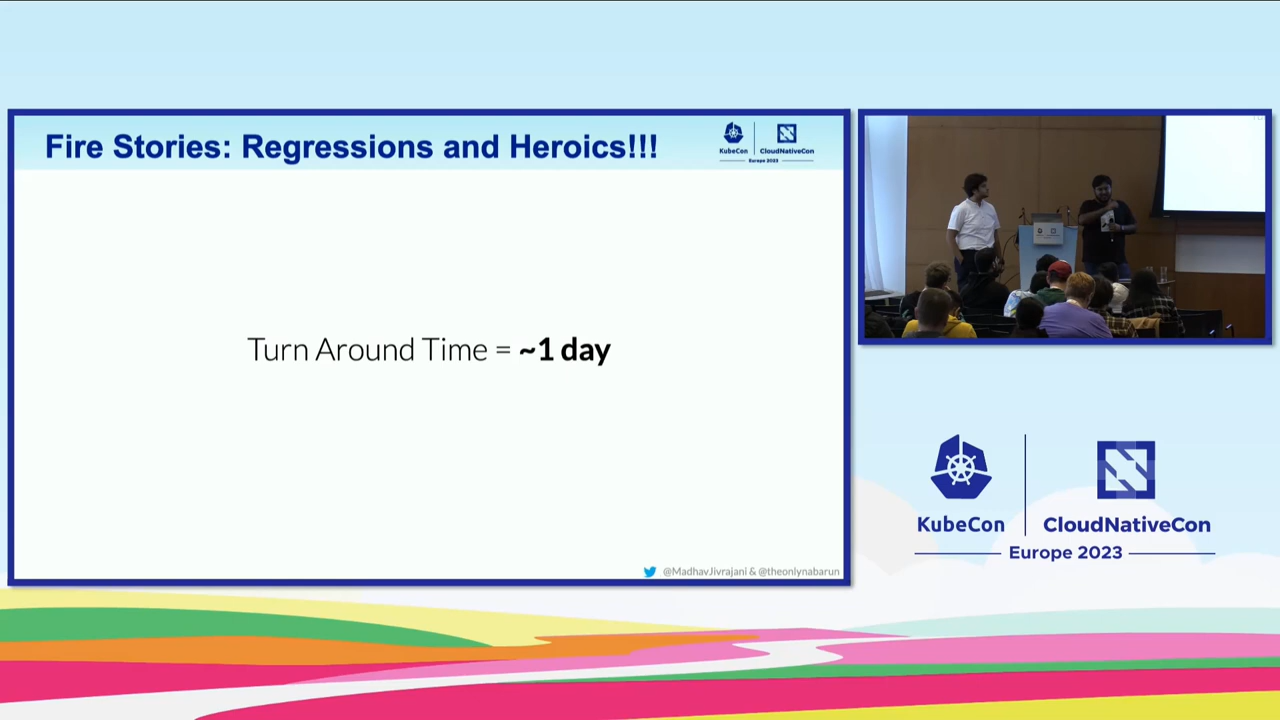 Fire Stories: Regressions and Heroics!!!
KubeCon
CloudNativeCon
Europe 2023
Turn Around Time = ~1 day
@MadhavJivrajani & @theonlynabarun
KubeCon
CloudNativeCon
Europe 2023